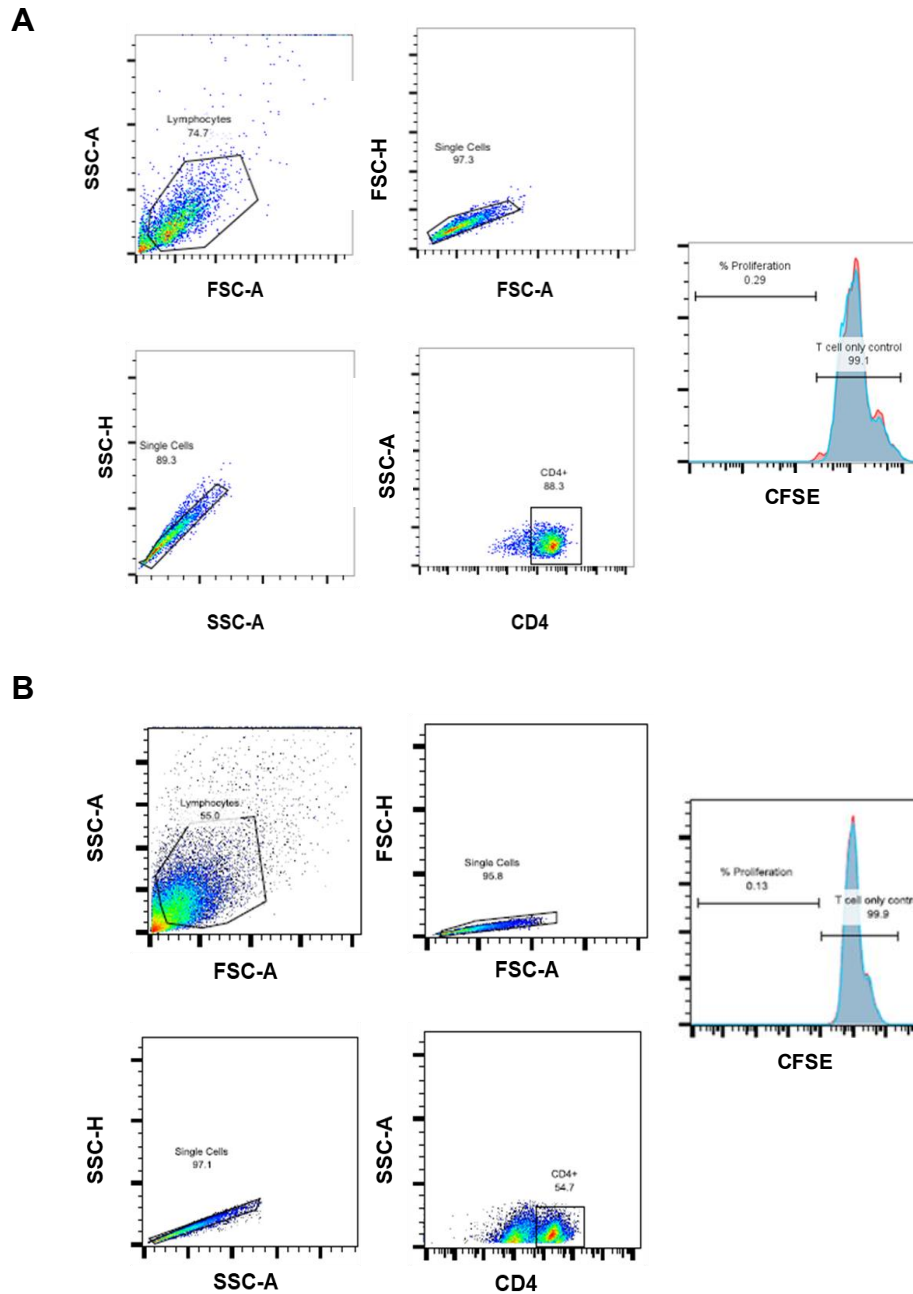 A
Lymphocytes
74.7
SSC-A
FSC-A
Single Cells
97.3
FSC-H
FSC-A
Single Cells
89.3
SSC-H
SSC-A
CD4+
88.3
SSC-A
CD4
% Proliferation
0.29
T cell only control
99.1
CFSE
B
Lymphocytes
55.0
SSC-A
FSC-A
Single Cells
95.8
FSC-H
FSC-A
Single Cells
97.1
SSC-H
SSC-A
CD4+
54.7
SSC-A
CD4
% Proliferation
0.13
T cell only contr
99.9
CFSE